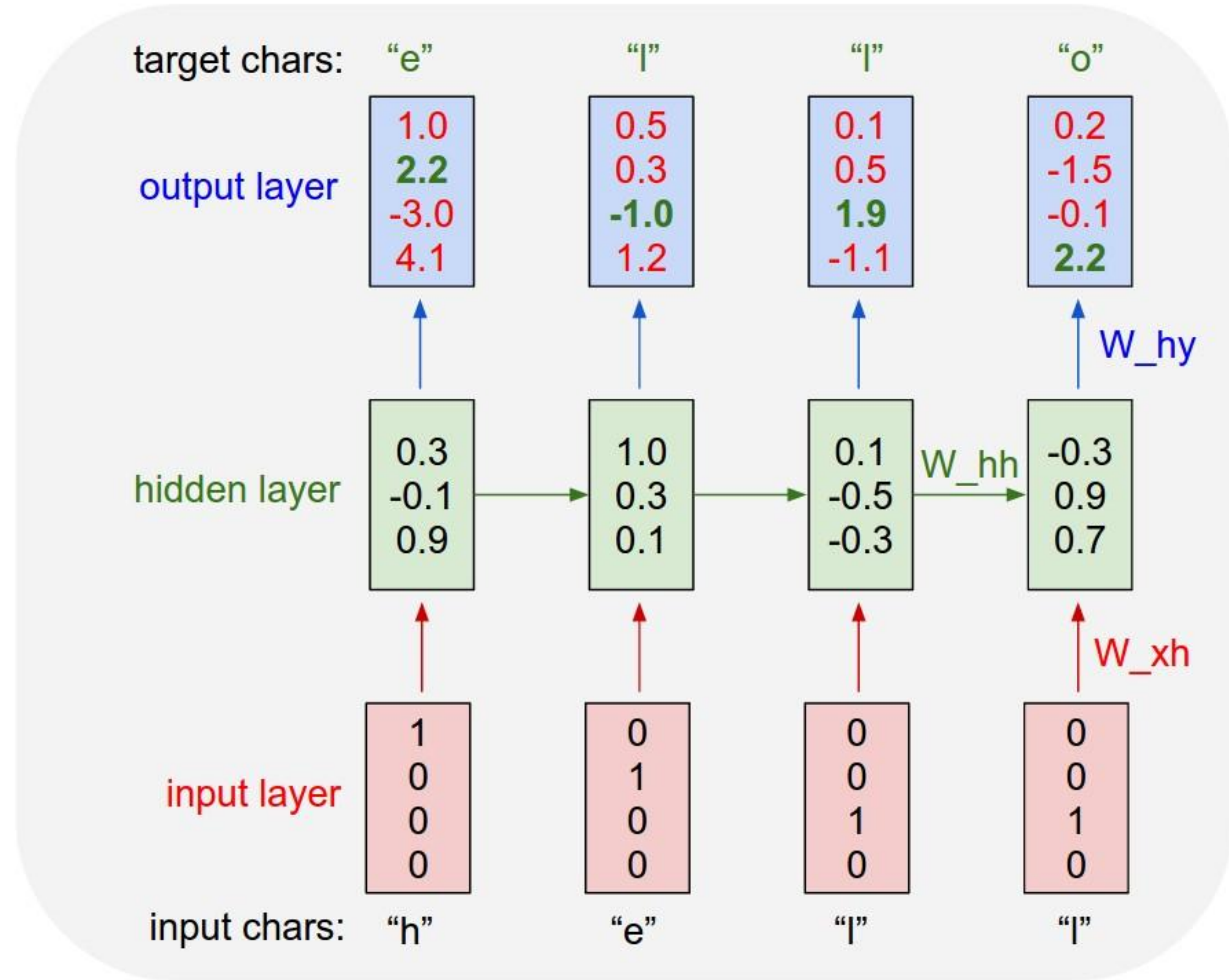 target chars: “e” “l” “l” “o”
1.0 0.5 0.1 0.2
2.2 0.3 0.5 -1.5
output layer
-3.0 -1.0 1.9 -0.1
4.1 1.2 -1.1 2.2
W_hy
0.3 1.0 0.1 -0.3
W_hh
hidden layer -0.1 0.3 -0.5 0.9
0.9 0.1 -0.3 0.7
W_xh
1 0 0 0
0 1 0 0
input layer
0 0 1 1
0 0 0 0
input chars: “h” “e” “l” “l”